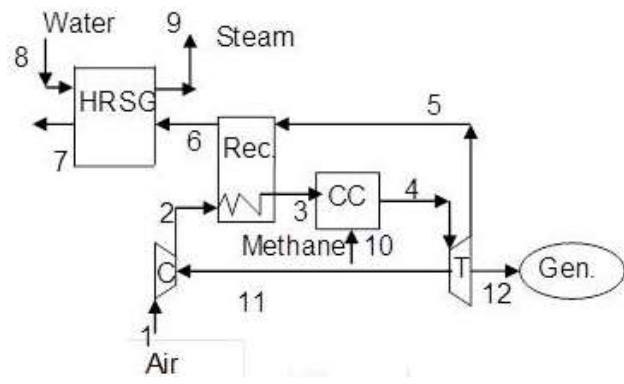 Water
9
Steam
8
HRSG
5
6
7
Rec.
4
CC
3
2
Methane
10
C
T
Gen.
12
11
1
Air